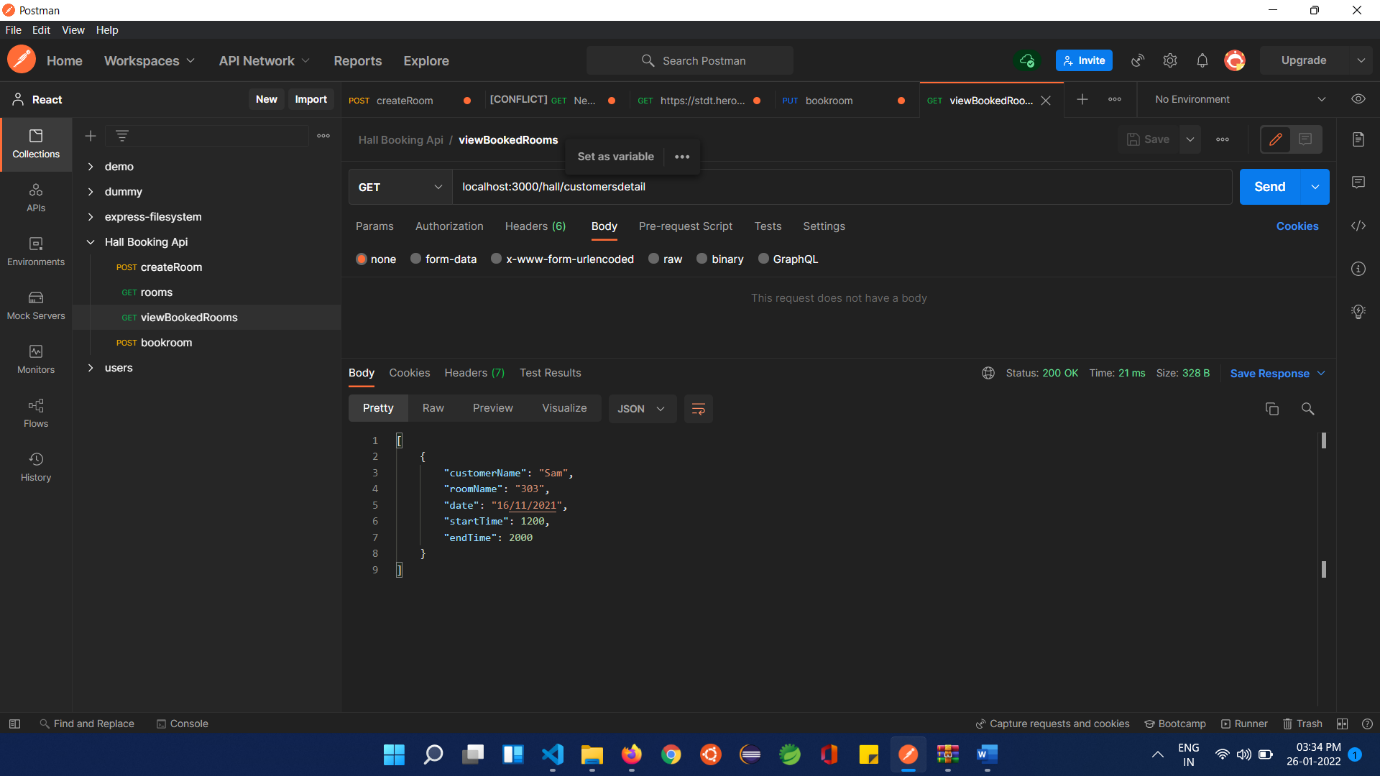 Postman
File Edit View Help
Home Workspaces API Network Reports Explore Search Postman Invite Upgrade
React New Import
POST createRoom [CONFLICT] GET Ne... GET https://stdt.hero... PUT bookroom GET viewBookedRoo... No Environment
Collections
APIs
Environments
Mock Servers
Monitors
Flows
History
demo
dummy
express-filesystem
Hall Booking Api
POST createRoom
GET rooms
GET viewBookedRooms
POST bookroom
users
Hall Booking Api / viewBookedRooms Save
Set as variable
GET localhost:3000/hall/customersdetail Send
Params Authorization Headers (6) Body Pre-request Script Tests Settings Cookies
none form-data x-www-form-urlencoded raw binary GraphQL
This request does not have a body
Body Cookies Headers (7) Test Results Status: 200 OK Time: 21 ms Size: 328 B Save Response
Pretty Raw Preview Visualize JSON
1 [
2 {
3 "customerName": "Sam",
4 "roomName": "303",
5 "date": "16/11/2021",
6 "startTime": 1200,
7 "endTime": 2000
8 }
9 ]
Find and Replace Console Capture requests and cookies Bootcamp Runner Trash
ENG
IN
03:34 PM
26-01-2022
1